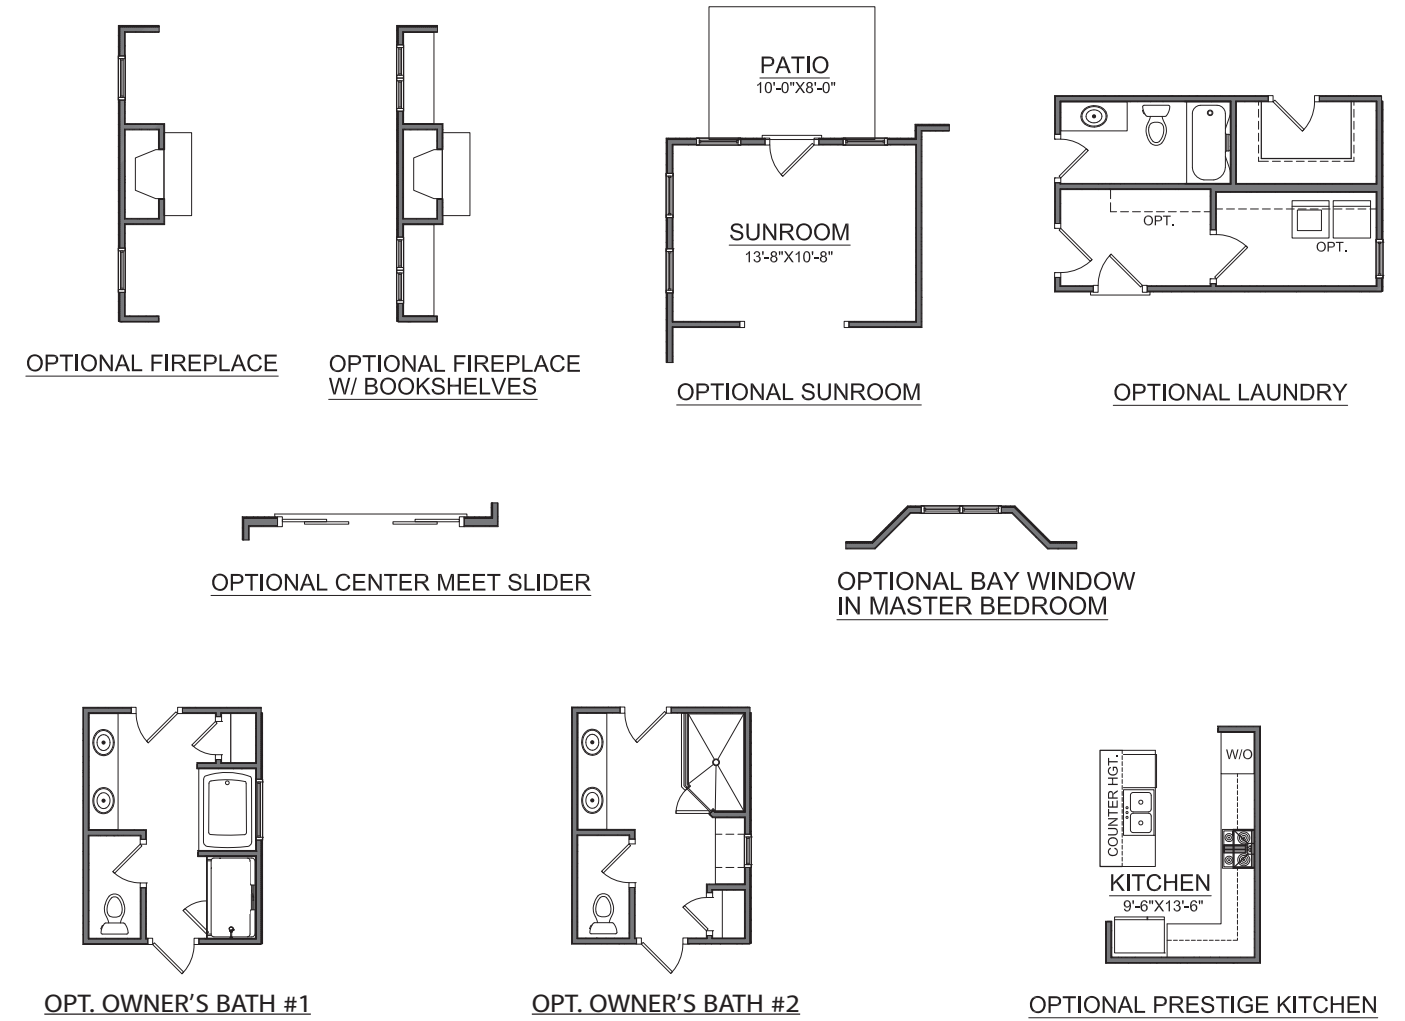 PATIO
10'-0"X8'-0"
SUNROOM
13'-8"X10'-8"
OPT.
OPT.
OPTIONAL FIREPLACE
OPTIONAL FIREPLACE
W/ BOOKSHELVES
OPTIONAL SUNROOM
OPTIONAL LAUNDRY
OPTIONAL CENTER MEET SLIDER
OPTIONAL BAY WINDOW
IN MASTER BEDROOM
W/O
COUNTER HGT.
KITCHEN
9'-6"X13'-6"
OPT. OWNER'S BATH #1
OPT. OWNER'S BATH #2
OPTIONAL PRESTIGE KITCHEN